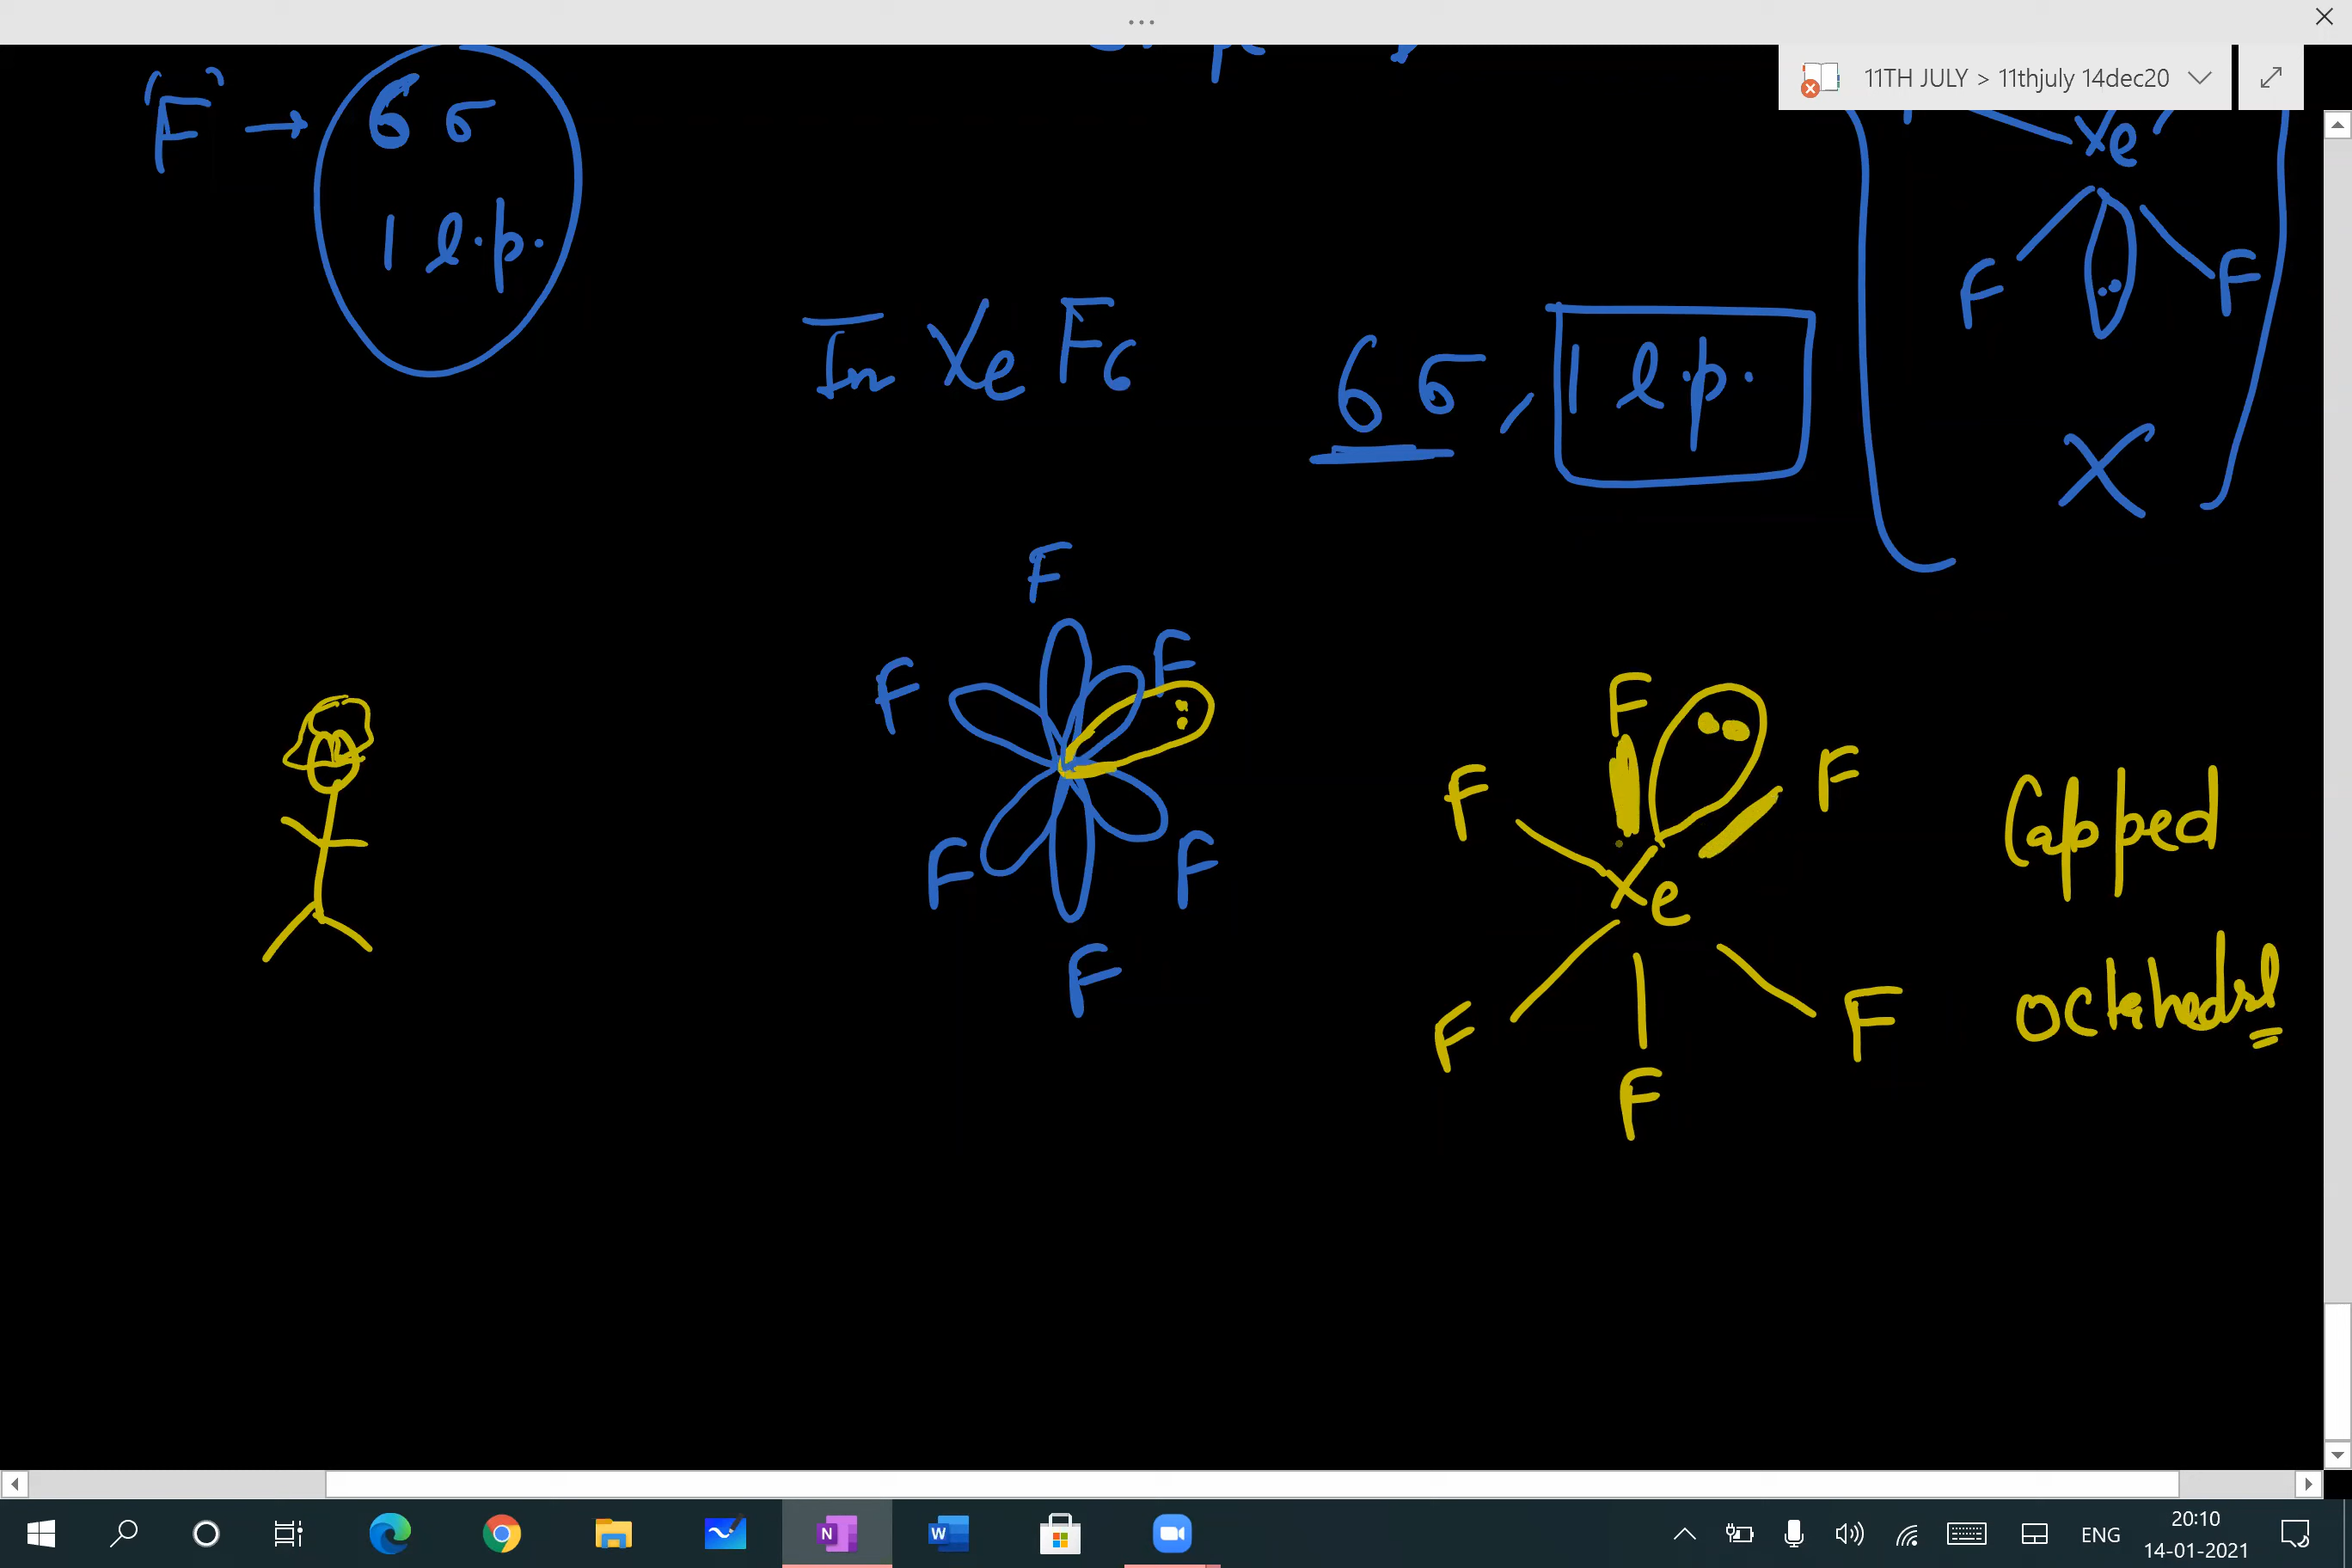 ...
11TH JULY > 11thjuly 14dec20
F → 6 σ
1 l.p.
Xe
F F
In XeF6 6 σ, 1 l.p.
X
F
F F
F F
F
F
F F
Xe
F F
F
Capped
octahedral
N
W
ENG
20:10
14-01-2021